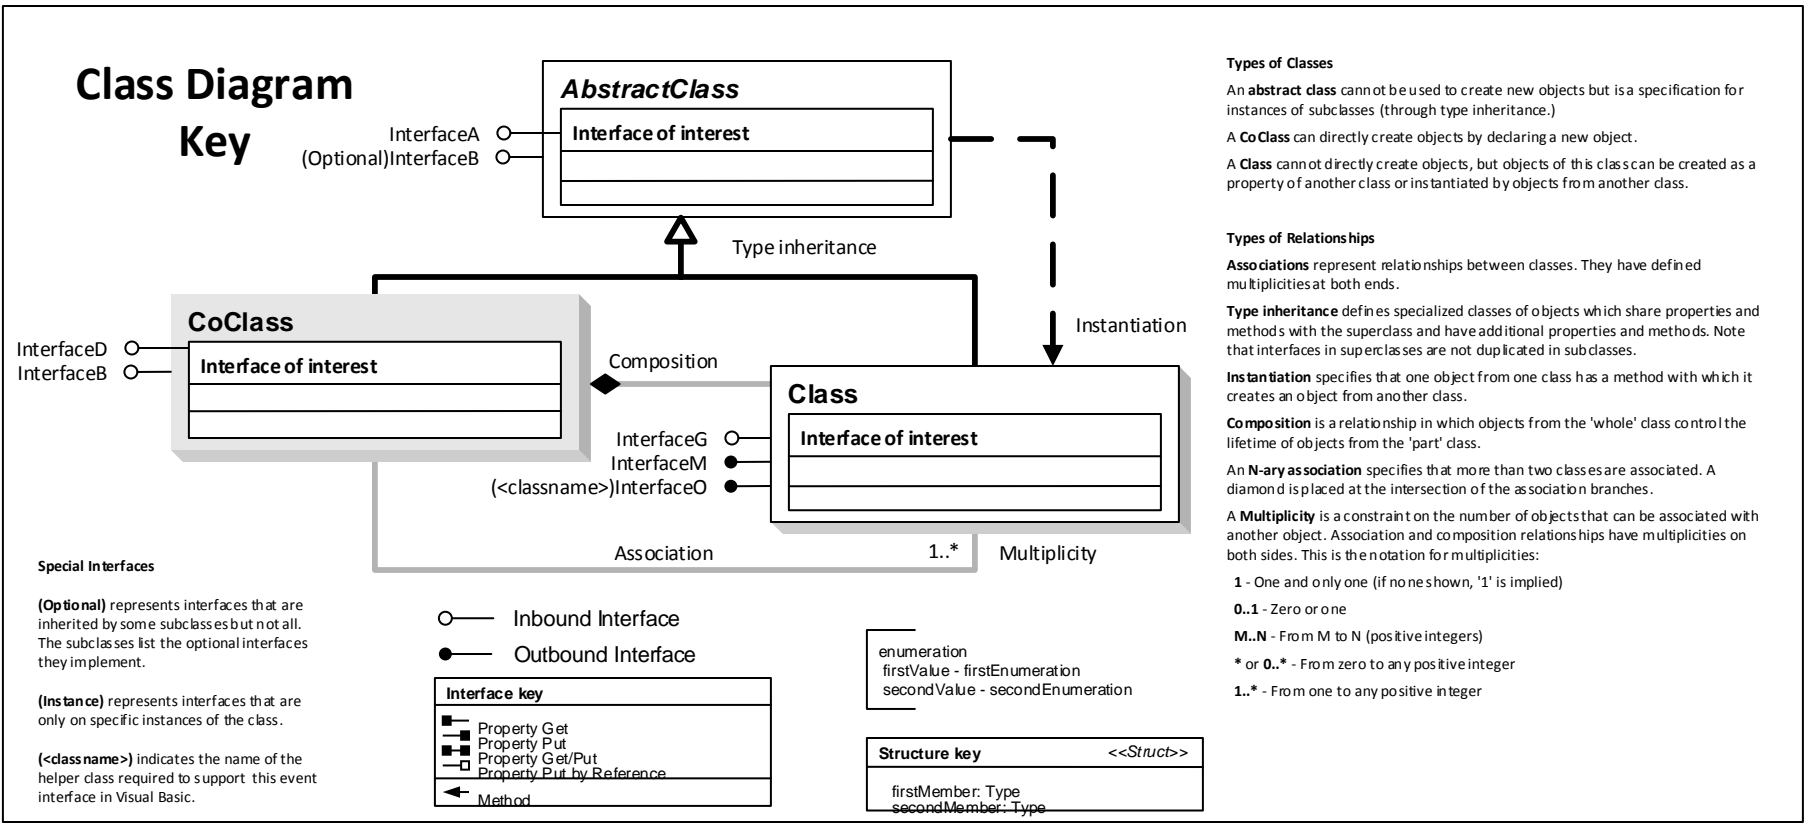 Class Diagram
Key
AbstractClass
Interface of interest
InterfaceA
(Optional)InterfaceB
Type inheritance
Instantiation
CoClass
Interface of interest
InterfaceD
InterfaceB
Composition
Class
Interface of interest
InterfaceG
InterfaceM
(<classname>)InterfaceO
Association
1..*
Multiplicity
Special Interfaces
(Optional) represents interfaces that are
inherited by some subclasses but not all.
The subclasses list the optional interfaces
they implement.
(Instance) represents interfaces that are
only on specific instances of the class.
(<classname>) indicates the name of the
helper class required to support this event
interface in Visual Basic.
Inbound Interface
Outbound Interface
Interface key
Property Get
Property Put
Property Get/Put
Property Put by Reference
Method
enumeration
firstValue - firstEnumeration
secondValue - secondEnumeration
Structure key <<Struct>>
firstMember: Type
secondMember: Type
Types of Classes
An abstract class cannot be used to create new objects but is a specification for
instances of subclasses (through type inheritance.)
A CoClass can directly create objects by declaring a new object.
A Class cannot directly create objects, but objects of this class can be created as a
property of another class or instantiated by objects from another class.
Types of Relationships
Associations represent relationships between classes. They have defined
multiplicities at both ends.
Type inheritance defines specialized classes of objects which share properties and
methods with the superclass and have additional properties and methods. Note
that interfaces in superclasses are not duplicated in subclasses.
Instantiation specifies that one object from one class has a method with which it
creates an object from another class.
Composition is a relationship in which objects from the 'whole' class control the
lifetime of objects from the 'part' class.
An N-ary association specifies that more than two classes are associated. A
diamond is placed at the intersection of the association branches.
A Multiplicity is a constraint on the number of objects that can be associated with
another object. Association and composition relationships have multiplicities on
both sides. This is the notation for multiplicities:
1 - One and only one (if none shown, '1' is implied)
0..1 - Zero or one
M..N - From M to N (positive integers)
* or 0..* - From zero to any positive integer
1..* - From one to any positive integer